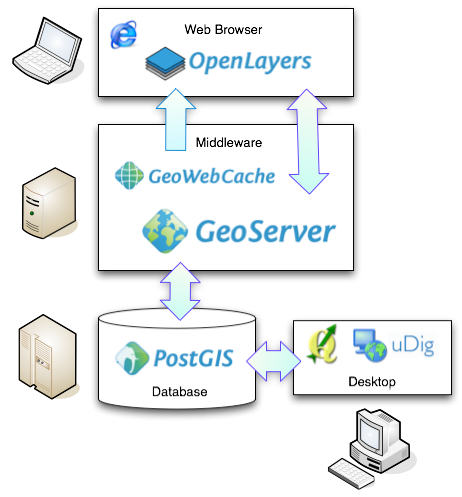 Web Browser
OpenLayers
Middleware
GeoWebCache
GeoServer
PostGIS
Database
uDig
Desktop